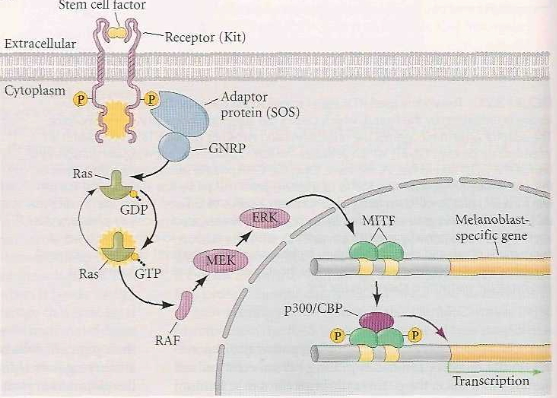 Stem cell factor
Extracellular
Receptor (Kit)
Cytoplasm
P
P
Adaptor
protein (SOS)
GNRP
Ras
GDP
Ras
GTP
RAF
MEK
ERK
MITF
Melanoblast-
specific gene
p300/CBP
P
P
Transcription